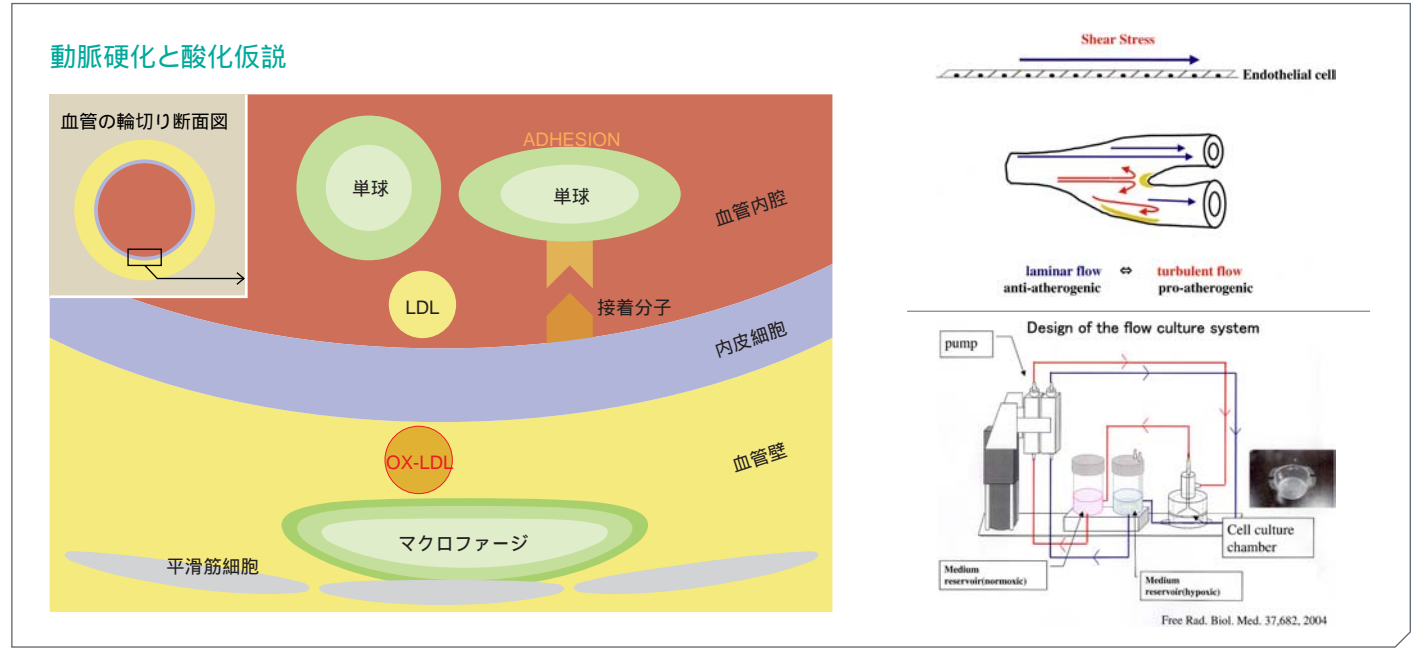 動脈硬化と酸化仮説
血管の輪切り断面図
単球
ADHESION
単球
血管内腔
LDL
接着分子
内皮細胞
OX-LDL
血管壁
マクロファージ
平滑筋細胞
Shear Stress
Endothelial cell
laminar flow ⇔ turbulent flow
anti-atherogenic pro-atherogenic
Design of the flow culture system
pump
Cell culture
chamber
Medium
reservoir(normoxic)
Medium
reservoir(hypoxic)
Free Rad. Biol. Med. 37,682, 2004